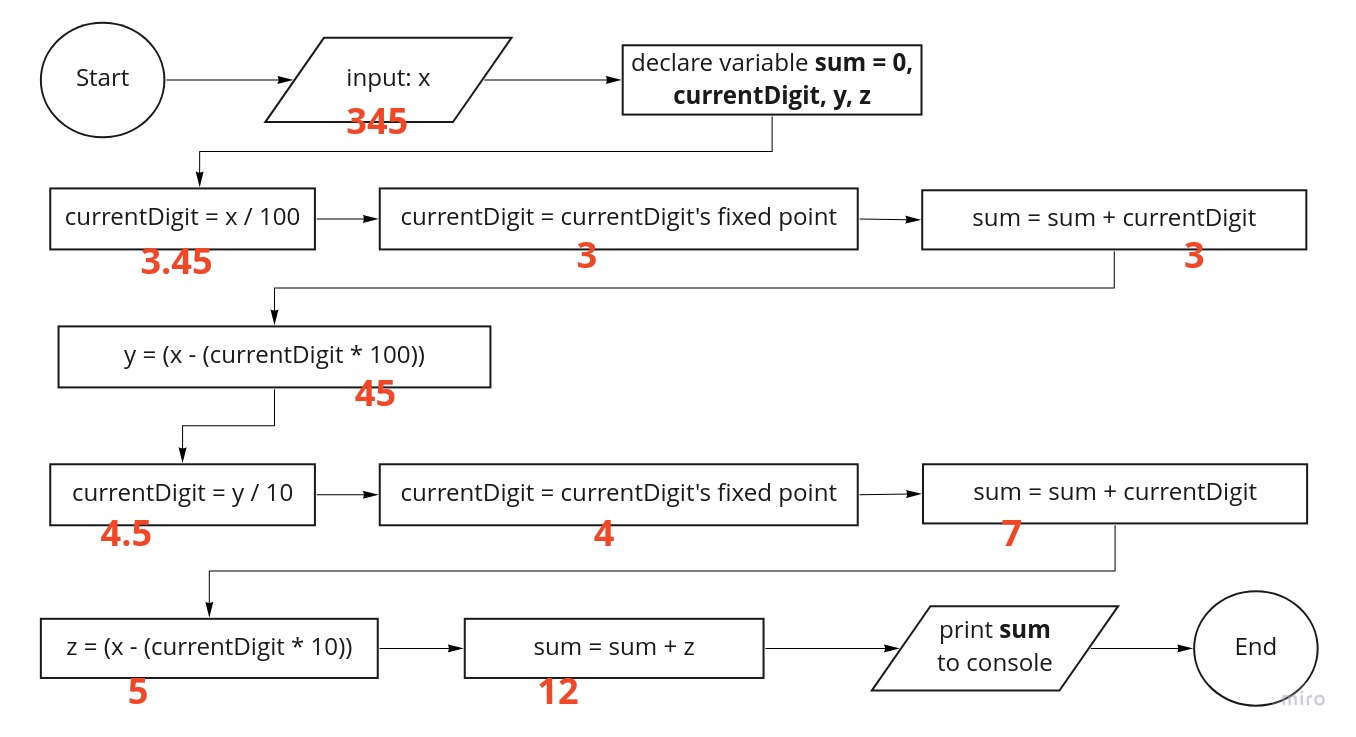 Start
input: x
345
declare variable sum = 0,
currentDigit, y, z
currentDigit = x / 100
3.45
currentDigit = currentDigit's fixed point
3
sum = sum + currentDigit
3
y = (x - (currentDigit * 100))
45
currentDigit = y / 10
4.5
currentDigit = currentDigit's fixed point
4
sum = sum + currentDigit
7
z = (x - (currentDigit * 10))
5
sum = sum + z
12
print sum
to console
End
miro